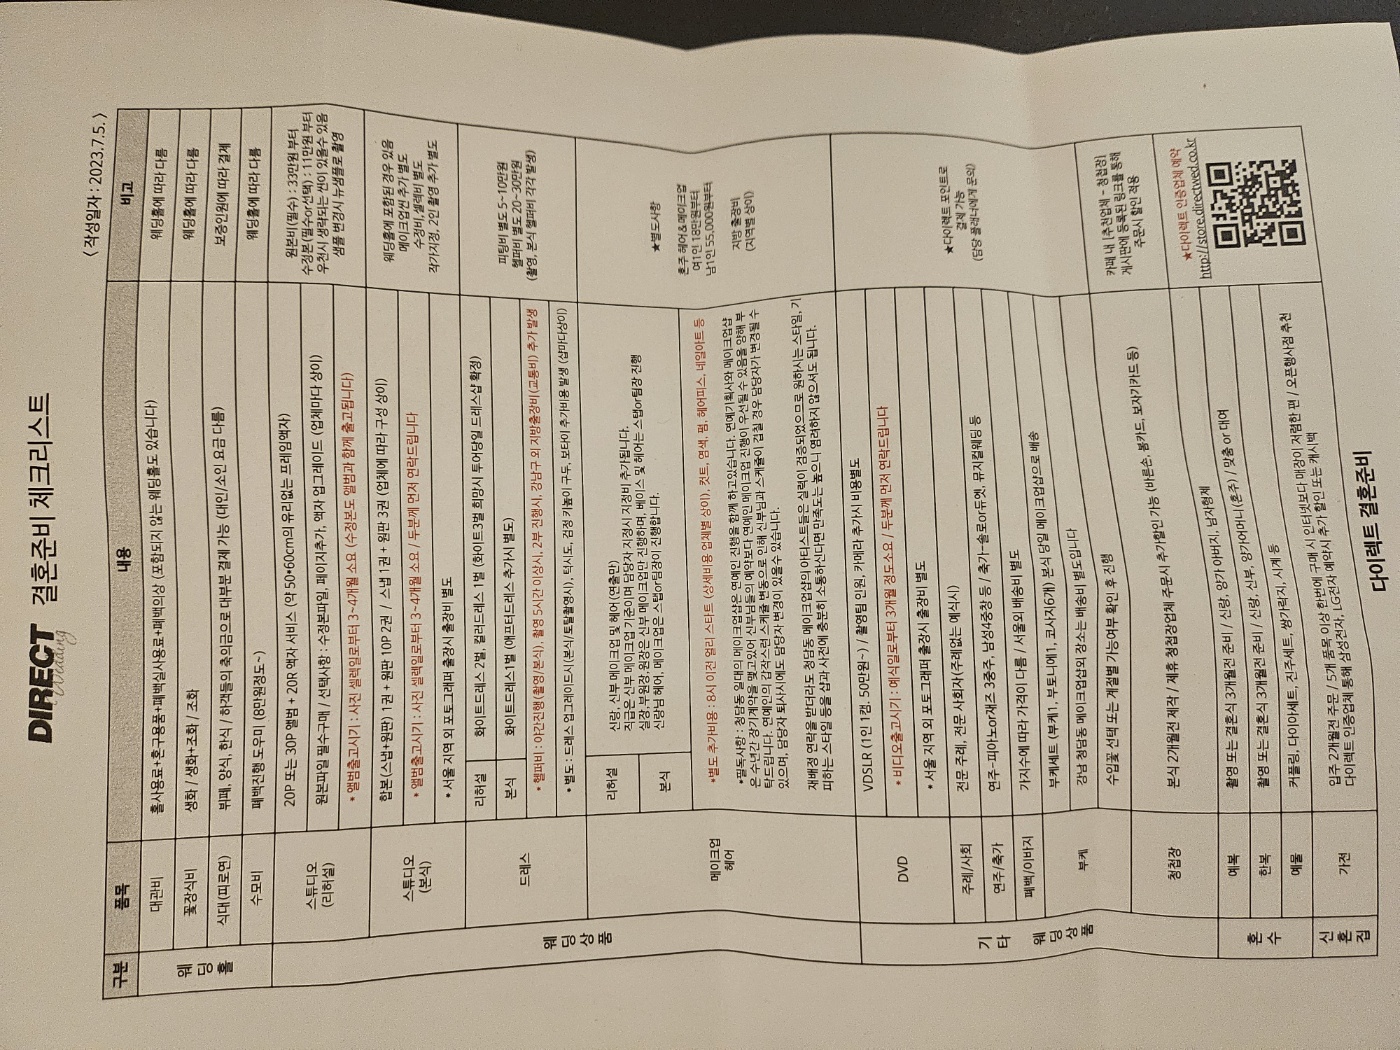 DIRECT 결혼준비 체크리스트
Wedding
< 작성일자 : 2023.7.5. >
구분 품목 내용 비고
웨딩홀
대관비 홀사용료+혼구용품+폐백실사용료+폐백의상 (포함되지 않는 웨딩홀도 있습니다) 웨딩홀에 따라 다름
꽃장식비 생화 / 생화+조화 / 조화 웨딩홀에 따라 다름
식대(피로연) 뷔페, 양식, 한식 / 하객들의 축의금으로 대부분 결제 가능 (대인/소인 요금 다름) 보증인원에 따라 결제
수모비 폐백진행 도우미 (8만원정도~) 웨딩홀에 따라 다름
웨딩상품
스튜디오
(리허설)
20P 또는 30P 앨범 + 20R 액자 서비스 (약 50*60cm의 유리없는 프레임액자)
원본파일 필수구매 / 선택사항 : 수정본파일, 페이지추가, 액자 업그레이드 (업체마다 상이)
* 앨범출고시기 : 사진 셀렉일로부터 3~4개월 소요 (수정본도 앨범과 함께 출고됩니다)
원본비(필수) : 33만원 부터
수정본(필수or선택) : 11만원 부터
우천시 생략되는 씬이 있을수 있음
샘플 변경시 뉴샘플로 촬영
스튜디오
(본식)
합본(스냅+원판) 1권 + 원판 10P 2권 / 스냅 1권 + 원판 3권 (업체에 따라 구성 상이)
* 앨범출고시기 : 사진 셀렉일로부터 3~4개월 소요 / 두분께 먼저 연락드립니다
* 서울 지역 외 포토그래퍼 출장시 출장비 별도
웨딩홀에 포함된 경우 있음
메이크업씬 추가 별도
수정비,셀렉비 별도
작가지정, 2인 촬영 추가 별도
드레스
리허설 화이트드레스 2벌, 컬러드레스 1벌 (화이트3벌 희망시 투어당일 드레스샵 확정)
본식 화이트드레스1벌 (애프터드레스 추가시 별도)
* 헬퍼비 : 야간진행(촬영/본식), 촬영 5시간 이상시, 2부 진행시, 강남구 외 지방출장비(교통비) 추가 발생
* 별도 : 드레스 업그레이드(본식/토탈촬영시), 턱시도, 검정 키높이 구두, 보타이 추가비용 발생 (샵마다상이)
피팅비 별도 5~10만원
헬퍼비 별도 20~30만원
(촬영, 본식 헬퍼비 각각 발생)
메이크업
헤어
리허설
본식
신랑, 신부 메이크업 및 헤어 (연출만)
직급은 신부 메이크업 기준이며 담당자 지정시 지정비 추가됩니다.
실장,부원장,원장은 신부 메이크업만 진행하며, 베이스 및 헤어는 스탭or팀장 진행
신랑님 헤어, 메이크업은 스탭or팀장이 진행합니다.
*별도 추가비용 : 8시 이전 얼리 스타트 (상세비용 업체별 상이), 컷트, 염색, 펌, 헤어피스, 네일아트 등
*필독사항 : 청담동 일대의 메이크업샵은 연예인 진행을 함께 하고있습니다. 연예기획사와 메이크업샵
은 수년간 장기계약을 맺고있어 신부님들의 예약보다 연예인 메이크업 진행이 우선될 수 있음을 양해 부
탁드립니다. 연예인의 갑작스런 스케줄 변동으로 인해 신부님과 스케줄이 겹칠 경우 담당자가 변경될 수
있으며, 담당자 퇴사시에도 담당자 변경이 있을수 있습니다.
재배정 연락을 받더라도 청담동 메이크업샵의 아티스트들은 실력이 검증되었으므로 원하시는 스타일, 기
피하는 스타일 등을 샵과 사전에 충분히 소통하신다면 만족도는 높으니 염려하지 않으셔도 됩니다.
★별도사항
혼주 헤어&메이크업
여1인 18만원부터
남1인 55,000원부터
지방 출장비
(지역별 상이)
기타 웨딩상품
DVD
VDSLR (1인 1캠, 50만원~) / 촬영팀 인원, 카메라 추가시 비용별도
* 비디오출고시기 : 예식일로부터 3개월 정도소요 / 두분께 먼저 연락드립니다
* 서울 지역 외 포토그래퍼 출장시 출장비 별도
주례/사회 전문 주례, 전문 사회자(주례없는 예식시)
연주/축가 연주-피아노or재즈 3중주, 남성4중창 등 / 축가-솔로or듀엣, 뮤지컬웨딩 등
폐백/이바지 가지수에 따라 가격이 다름 / 서울외 배송비 별도
★다이렉트 포인트로
결제 가능
(담당 플래너에게 문의)
부케
부케세트 (부케1, 부토니에1, 코사지6개) 본식 당일 메이크업샵으로 배송
강남 청담동 메이크업샵외 장소는 배송비 별도입니다
수입꽃 선택 또는 계절별 가능여부 확인 후 진행
청첩장 본식 2개월전 제작 / 제휴 청첩장업체 주문시 추가할인 가능 (바른손, 봄카드, 보자기카드 등)
카페 내 [추천업체 - 청첩장]
게시판에 등록된 링크를 통해
주문시 할인 적용
혼수
예복 촬영 또는 결혼식 3개월전 준비 / 신랑, 양가 아버지, 남자형제
한복 촬영 또는 결혼식 3개월전 준비 / 신랑, 신부, 양가어머니(혼주) / 맞춤 or 대여
예물 커플링, 다이아세트, 진주세트, 쌍가락지, 시계 등
신혼집
가전 입주 2개월전 주문 / 5개 품목 이상 한번에 구매 시 인터넷보다 매장이 저렴한 편 / 오픈행사점 추천
다이렉트 인증업체 통해 삼성전자, LG전자 예약시 추가 할인 또는 캐시백
★다이렉트 인증업체 예약
http://store.directwed.co.kr
다이렉트 결혼준비